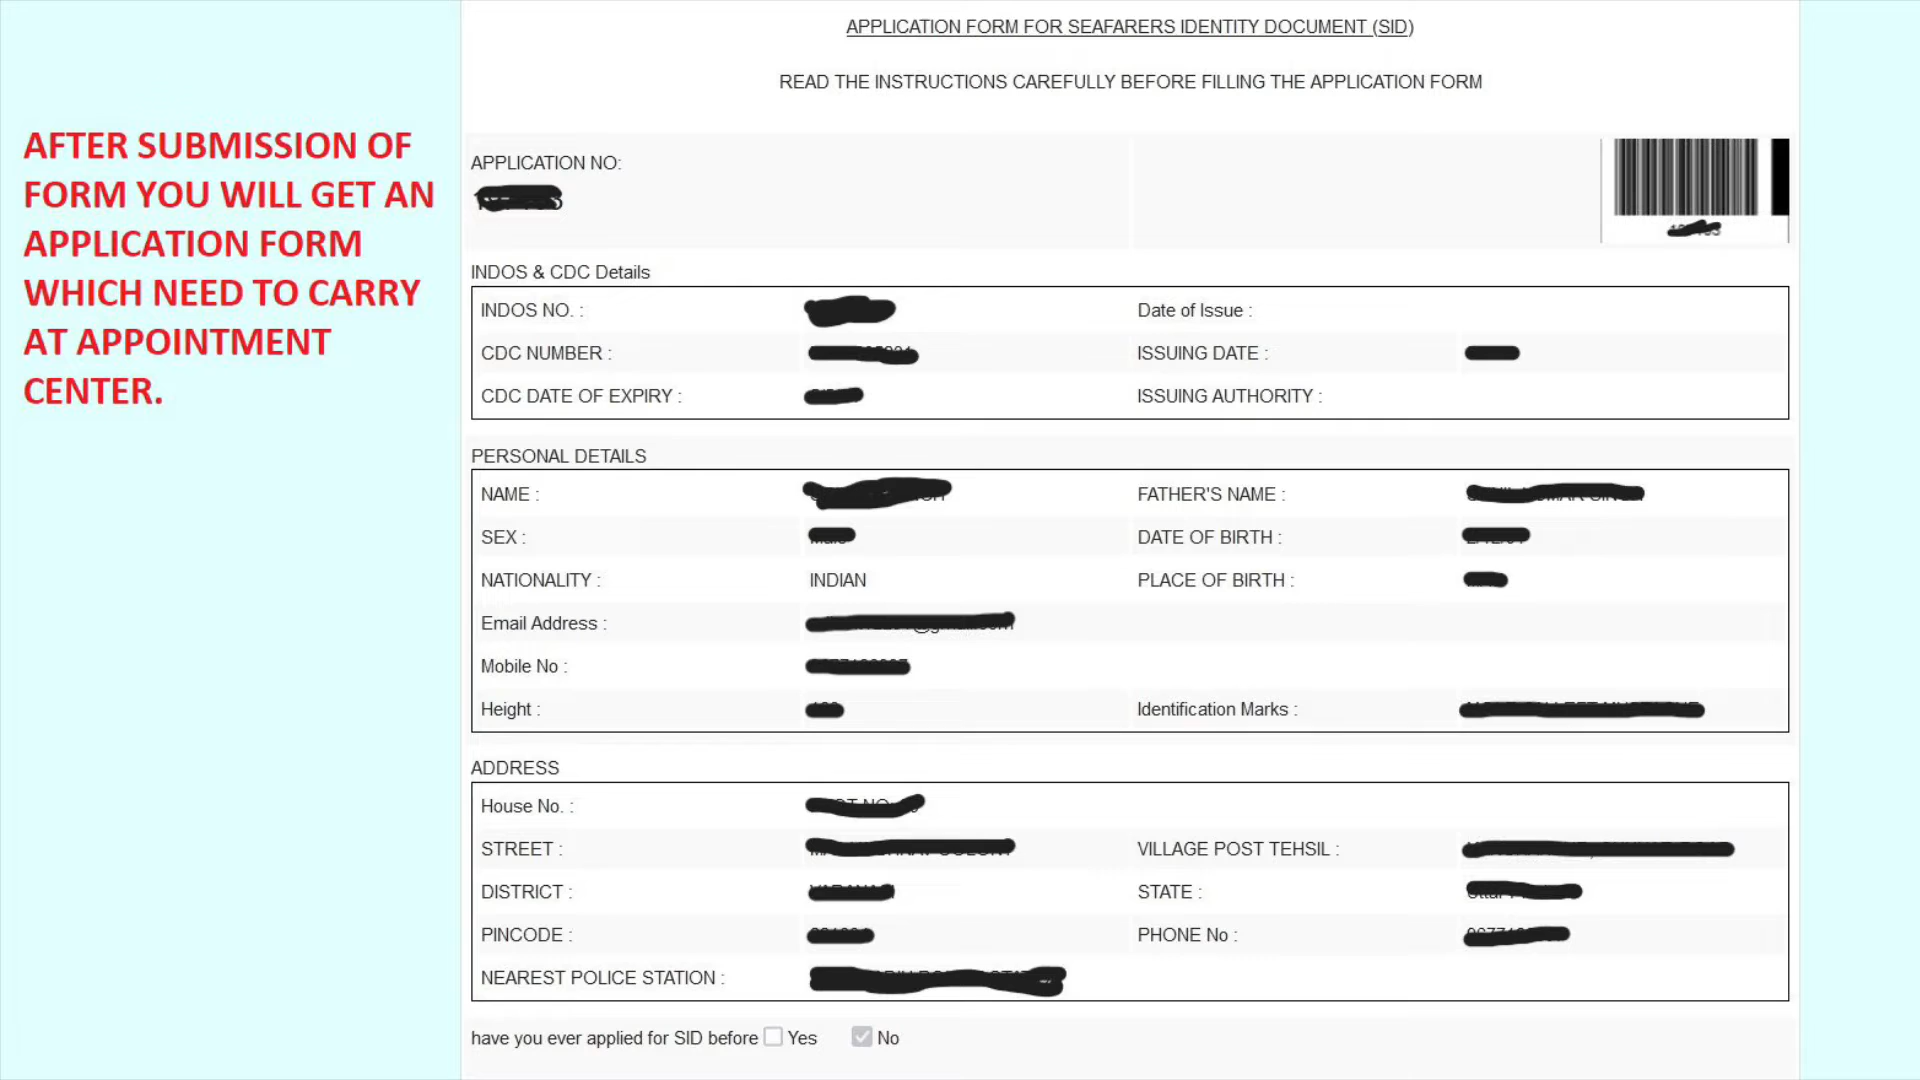 APPLICATION FORM FOR SEAFARERS IDENTITY DOCUMENT (SID)
READ THE INSTRUCTIONS CAREFULLY BEFORE FILLING THE APPLICATION FORM
AFTER SUBMISSION OF
FORM YOU WILL GET AN
APPLICATION FORM
WHICH NEED TO CARRY
AT APPOINTMENT
CENTER.
APPLICATION NO:
INDOS & CDC Details
INDOS NO. : Date of Issue :
CDC NUMBER : ISSUING DATE :
CDC DATE OF EXPIRY : ISSUING AUTHORITY :
PERSONAL DETAILS
NAME : FATHER'S NAME :
SEX : DATE OF BIRTH :
NATIONALITY : INDIAN PLACE OF BIRTH :
Email Address :
Mobile No :
Height : Identification Marks :
ADDRESS
House No. :
STREET : VILLAGE POST TEHSIL :
DISTRICT : STATE :
PINCODE : PHONE No :
NEAREST POLICE STATION :
have you ever applied for SID before Yes No